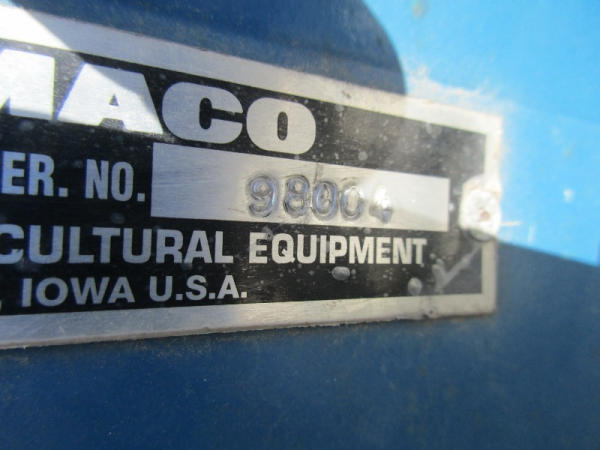 MACO
ER. NO. 98004
CULTURAL EQUIPMENT
, IOWA U.S.A.